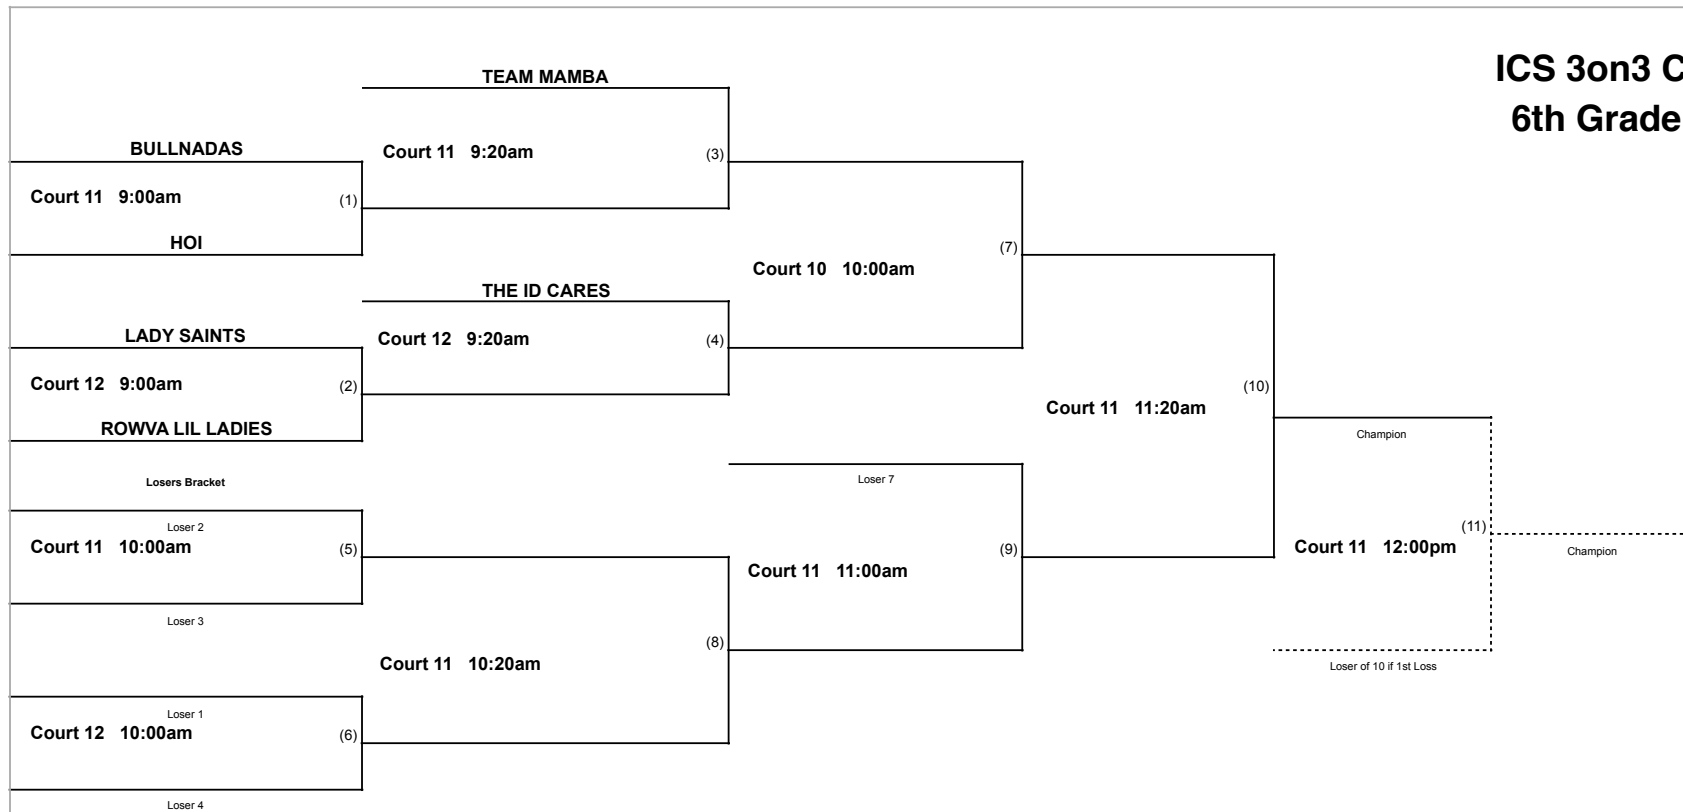 ICS 3on3 C
6th Grade
TEAM MAMBA
BULLNADAS
Court 11 9:20am
(3)
Court 11 9:00am
(1)
HOI
(7)
Court 10 10:00am
THE ID CARES
LADY SAINTS
Court 12 9:20am
(4)
Court 12 9:00am
(2)
(10)
Court 11 11:20am
ROWVA LIL LADIES
Champion
Losers Bracket
Loser 7
Loser 2
Court 11 10:00am
(5)
(9)
Court 11 12:00pm
(11)
Champion
Court 11 11:00am
Loser 3
(8)
Court 11 10:20am
Loser of 10 if 1st Loss
Loser 1
Court 12 10:00am
(6)
Loser 4